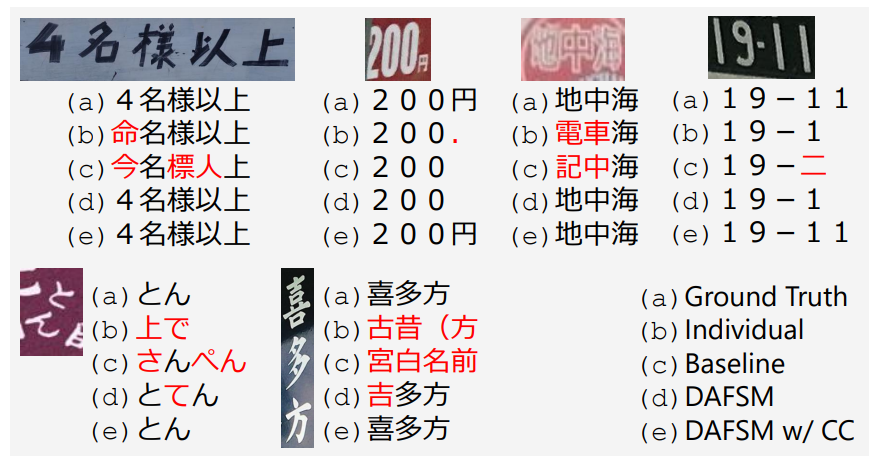 4名様以上
(a) 4名様以上
(b) 命名様以上
(c) 今名標人上
(d) 4名様以上
(e) 4名様以上
200円
(a) 200円
(b) 200.
(c) 200
(d) 200
(e) 200円
地中海
(a) 地中海
(b) 電車海
(c) 記中海
(d) 地中海
(e) 地中海
19-11
(a) 19-11
(b) 19-1
(c) 19-二
(d) 19-1
(e) 19-11
(a) とん
(b) 上で
(c) さんぺん
(d) とてん
(e) とん
喜多方
(a) 喜多方
(b) 古昔（方
(c) 宮白名前
(d) 吉多方
(e) 喜多方
(a) Ground Truth
(b) Individual
(c) Baseline
(d) DAFSM
(e) DAFSM w/ CC